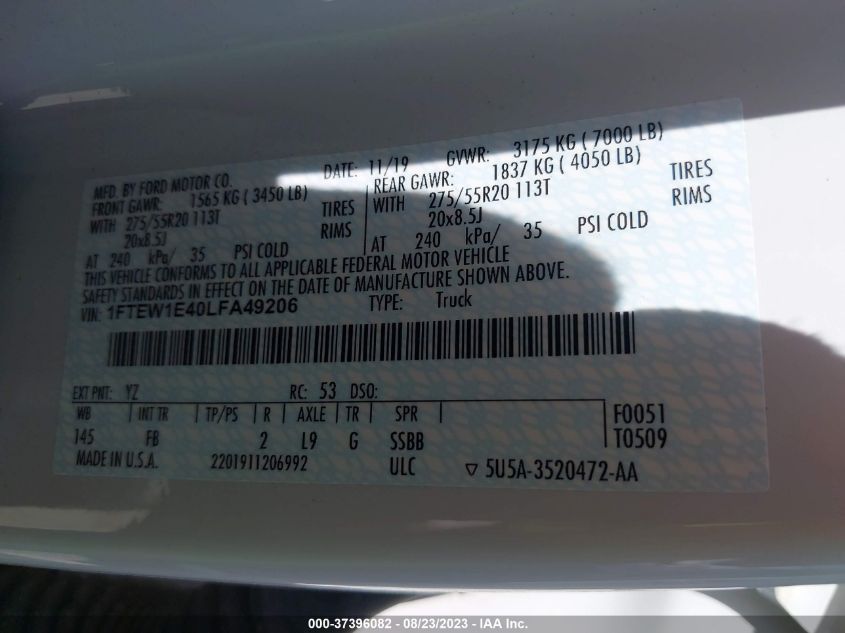 MFD. BY FORD MOTOR CO.
DATE: 11/19 GVWR: 3175 KG ( 7000 LB)
FRONT GAWR: 1565 KG ( 3450 LB)
WITH 275/55R20 113T TIRES
20x8.5J RIMS
AT 240 kPa/ 35 PSI COLD
REAR GAWR: 1837 KG ( 4050 LB)
WITH 275/55R20 113T TIRES
20x8.5J RIMS
AT 240 kPa/ 35 PSI COLD
THIS VEHICLE CONFORMS TO ALL APPLICABLE FEDERAL MOTOR VEHICLE
SAFETY STANDARDS IN EFFECT ON THE DATE OF MANUFACTURE SHOWN ABOVE.
VIN: 1FTEW1E40LFA49206 TYPE: Truck
EXT PNT: YZ RC: 53 DSO:
WB INT TR TP/PS R AXLE TR SPR F0051
145 FB 2 L9 G SSBB T0509
MADE IN U.S.A. 2201911206992 ULC ▽ 5U5A-3520472-AA
000-37396082 - 08/23/2023 - IAA Inc.